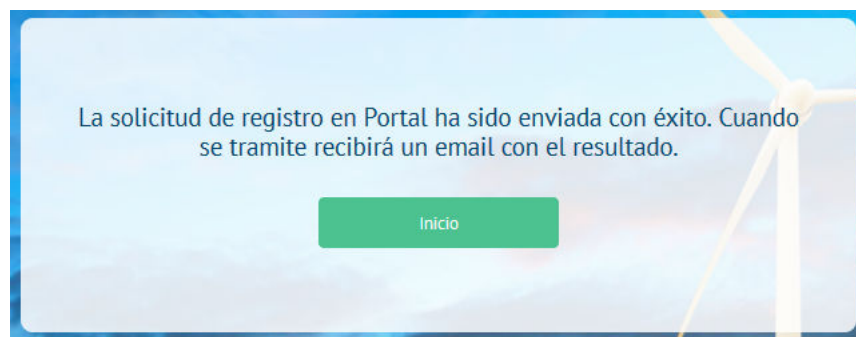 La solicitud de registro en Portal ha sido enviada con éxito. Cuando
se tramite recibirá un email con el resultado.
Inicio